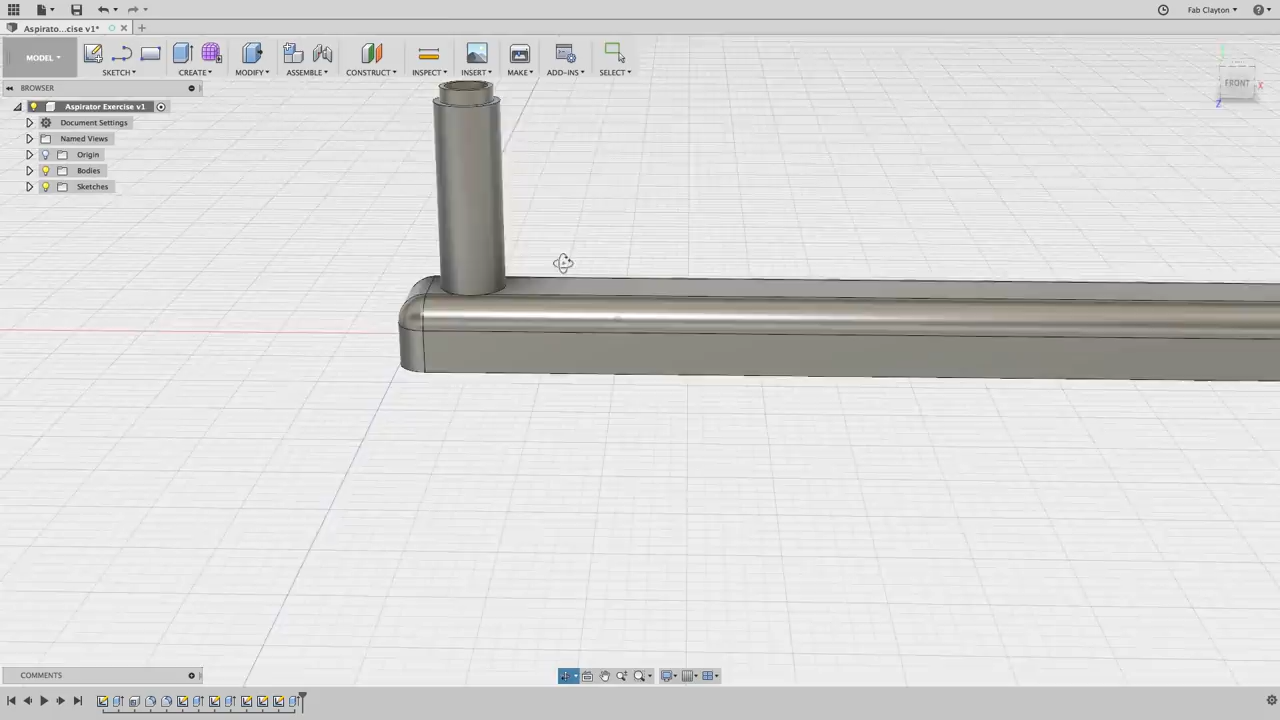 Fab Clayton
Aspirato...cise v1*
MODEL
SKETCH
CREATE
MODIFY
ASSEMBLE
CONSTRUCT
INSPECT
INSERT
MAKE
ADD-INS
SELECT
BROWSER
Aspirator Exercise v1
Document Settings
Named Views
Origin
Bodies
Sketches
FRONT
X
Z
COMMENTS